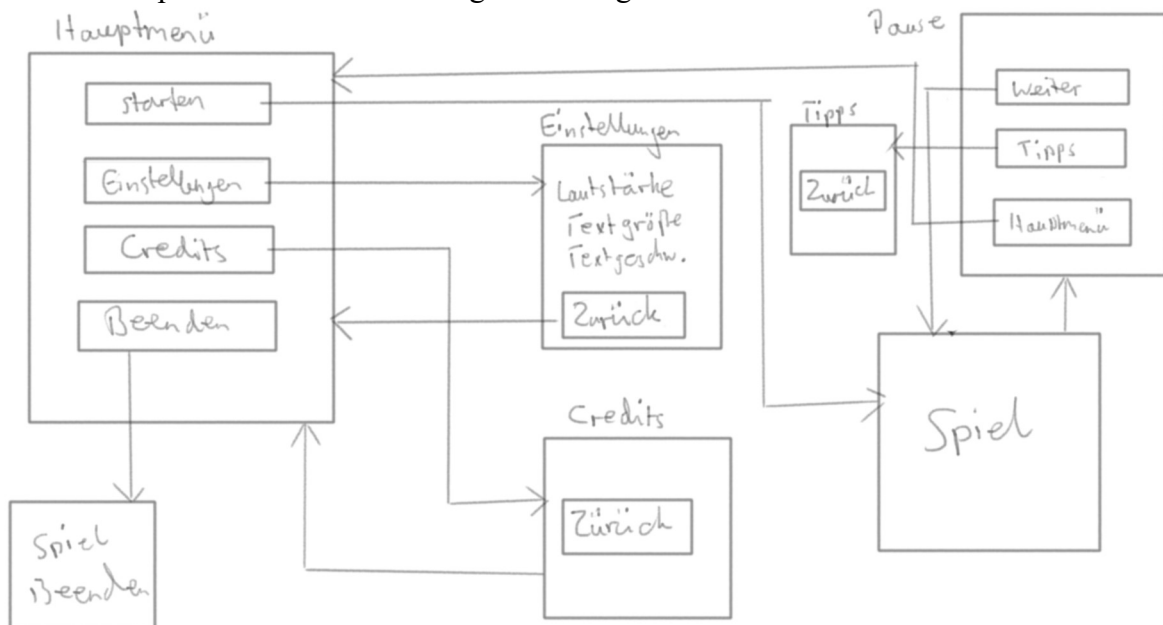 Hauptmenü
starten
Einstellungen
Credits
Beenden
Spiel
Beenden
Einstellungen
Lautstärke
Textgröße
Textgeschw.
Zurück
Credits
Zürück
Tipps
Zurück
Pause
weiter
Tipps
Hauptmenü
Spiel